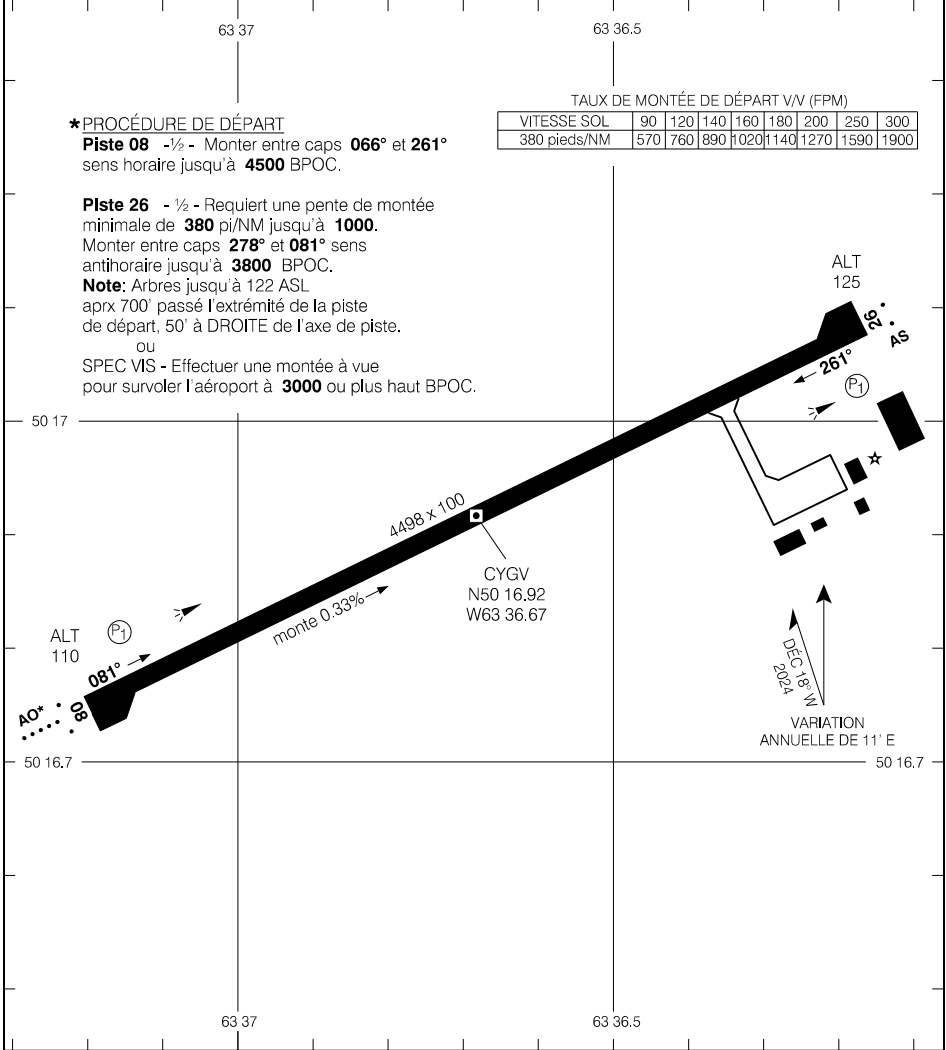 63 37
63 36.5
*PROCÉDURE DE DÉPART
Piste 08 -½ - Monter entre caps 066° et 261°
sens horaire jusqu'à 4500 BPOC.
Piste 26 - ½ - Requiert une pente de montée
minimale de 380 pi/NM jusqu'à 1000.
Monter entre caps 278° et 081° sens
antihoraire jusqu'à 3800 BPOC.
Note: Arbres jusqu'à 122 ASL
aprx 700' passé l'extrémité de la piste
de départ, 50' à DROITE de l'axe de piste.
ou
SPEC VIS - Effectuer une montée à vue
pour survoler l'aéroport à 3000 ou plus haut BPOC.
TAUX DE MONTÉE DE DÉPART V/V (FPM)
VITESSE SOL 90 120 140 160 180 200 250 300
380 pieds/NM 570 760 890 1020 1140 1270 1590 1900
ALT
125
26
AS
261°
P1
50 17
4498 x 100
CYGV
N50 16.92
W63 36.67
monte 0.33%
ALT
110
P1
081°
08
AO*
DÉC 18° W
2024
VARIATION
ANNUELLE DE 11' E
50 16.7
50 16.7
63 37
63 36.5